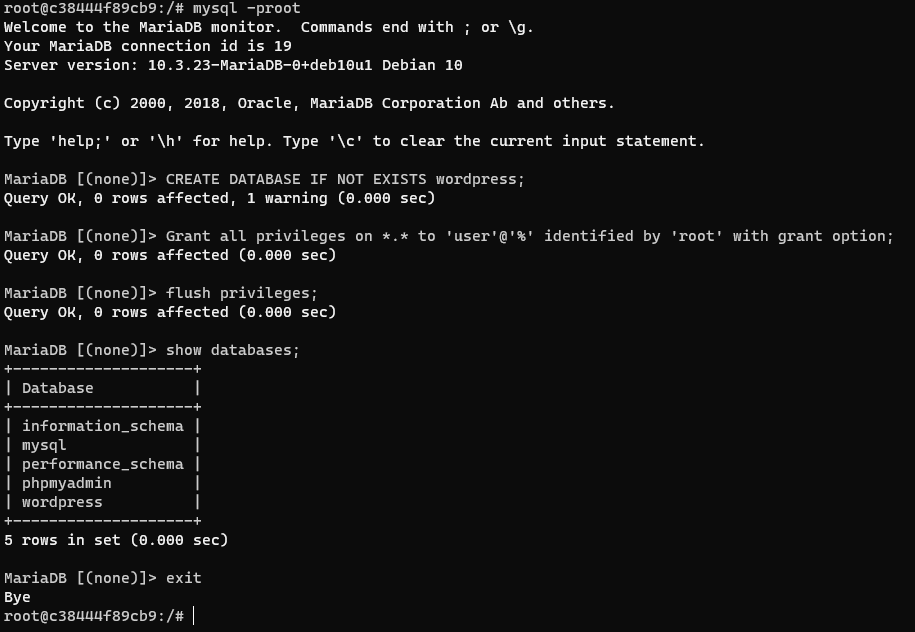 root@c38444f89cb9:/# mysql -proot
Welcome to the MariaDB monitor.  Commands end with ; or \g.
Your MariaDB connection id is 19
Server version: 10.3.23-MariaDB-0+deb10u1 Debian 10

Copyright (c) 2000, 2018, Oracle, MariaDB Corporation Ab and others.

Type 'help;' or '\h' for help. Type '\c' to clear the current input statement.

MariaDB [(none)]> CREATE DATABASE IF NOT EXISTS wordpress;
Query OK, 0 rows affected, 1 warning (0.000 sec)

MariaDB [(none)]> Grant all privileges on *.* to 'user'@'%' identified by 'root' with grant option;
Query OK, 0 rows affected (0.000 sec)

MariaDB [(none)]> flush privileges;
Query OK, 0 rows affected (0.000 sec)

MariaDB [(none)]> show databases;
+--------------------+
| Database           |
+--------------------+
| information_schema |
| mysql              |
| performance_schema |
| phpmyadmin         |
| wordpress          |
+--------------------+
5 rows in set (0.000 sec)

MariaDB [(none)]> exit
Bye
root@c38444f89cb9:/#